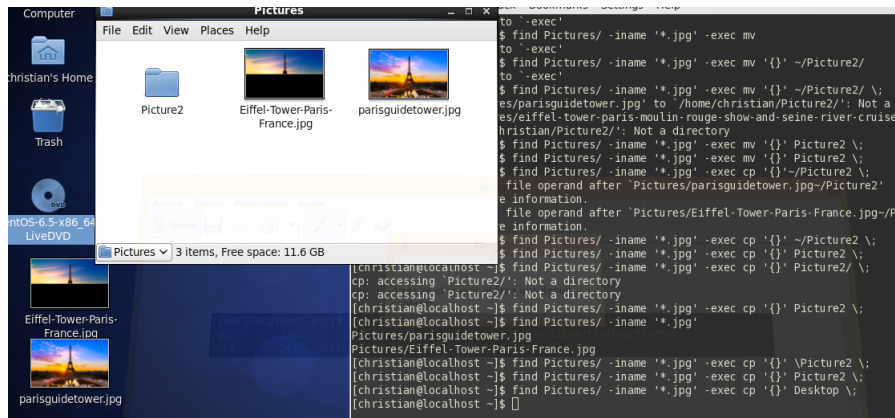 Computer
christian's Home
Trash
entOS-6.5-x86_64
LiveDVD
Eiffel-Tower-Paris-
France.jpg
parisguidetower.jpg
Pictures
File Edit View Places Help
Picture2
Eiffel-Tower-Paris-
France.jpg
parisguidetower.jpg
Pictures
3 items, Free space: 11.6 GB
Bookmarks Settings Help
to `-exec'
$ find Pictures/ -iname '*.jpg' -exec mv
to `-exec'
$ find Pictures/ -iname '*.jpg' -exec mv '{}' ~/Picture2/
to `-exec'
$ find Pictures/ -iname '*.jpg' -exec mv '{}' ~/Picture2/ \;
es/parisguidetower.jpg' to `/home/christian/Picture2/': Not a
es/eiffel-tower-paris-moulin-rouge-show-and-seine-river-cruise
hristian/Picture2/': Not a directory
$ find Pictures/ -iname '*.jpg' -exec mv '{}' Picture2 \;
$ find Pictures/ -iname '*.jpg' -exec mv '{}' Picture2 \;
$ find Pictures/ -iname '*.jpg' -exec cp '{}'~/Picture2 \;
file operand after `Pictures/parisguidetower.jpg~/Picture2'
e information.
file operand after `Pictures/Eiffel-Tower-Paris-France.jpg~/P
e information.
$ find Pictures/ -iname '*.jpg' -exec cp '{}' ~/Picture2 \;
$ find Pictures/ -iname '*.jpg' -exec cp '{}' Picture2 \;
[christian@localhost ~]$ find Pictures/ -iname '*.jpg' -exec cp '{}' Picture2/ \;
cp: accessing `Picture2/': Not a directory
cp: accessing `Picture2/': Not a directory
[christian@localhost ~]$ find Pictures/ -iname '*.jpg' -exec cp '{}' Picture2 \;
[christian@localhost ~]$ find Pictures/ -iname '*.jpg'
Pictures/parisguidetower.jpg
Pictures/Eiffel-Tower-Paris-France.jpg
[christian@localhost ~]$ find Pictures/ -iname '*.jpg' -exec cp '{}' \Picture2 \;
[christian@localhost ~]$ find Pictures/ -iname '*.jpg' -exec cp '{}' Picture2 \;
[christian@localhost ~]$ find Pictures/ -iname '*.jpg' -exec cp '{}' Desktop \;
[christian@localhost ~]$